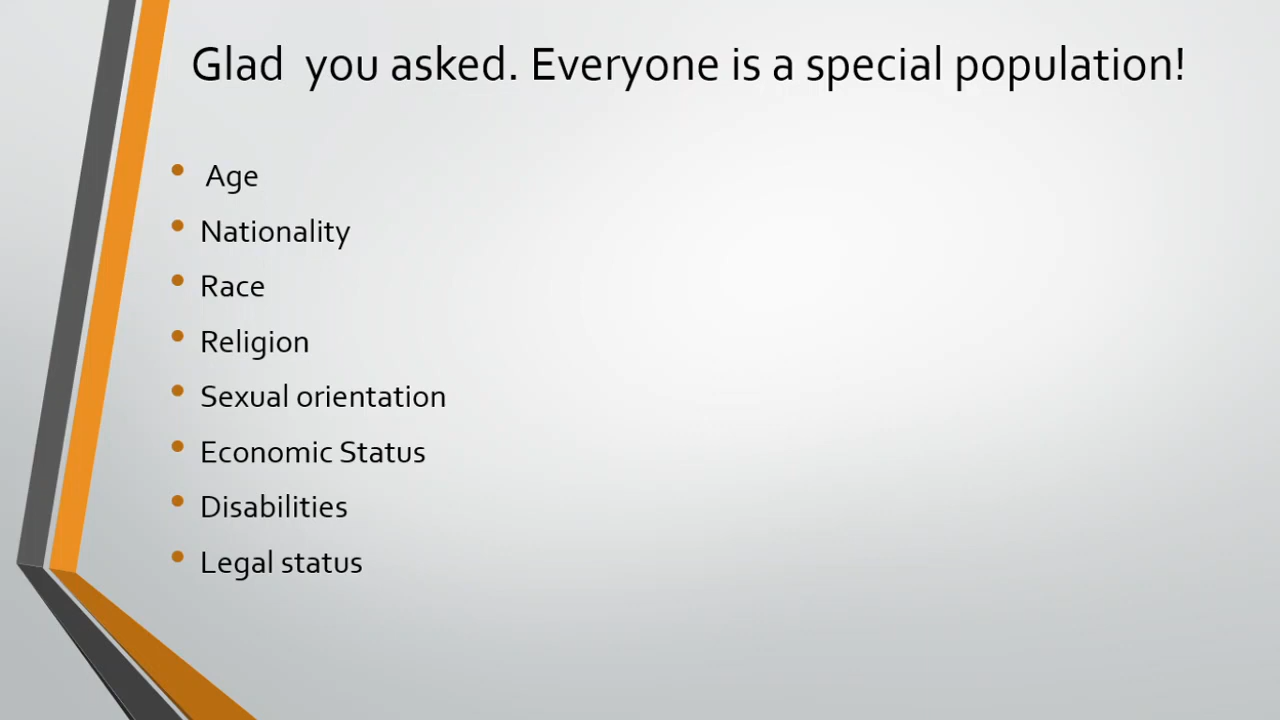 Glad  you asked. Everyone is a special population!
• Age
• Nationality
• Race
• Religion
• Sexual orientation
• Economic Status
• Disabilities
• Legal status